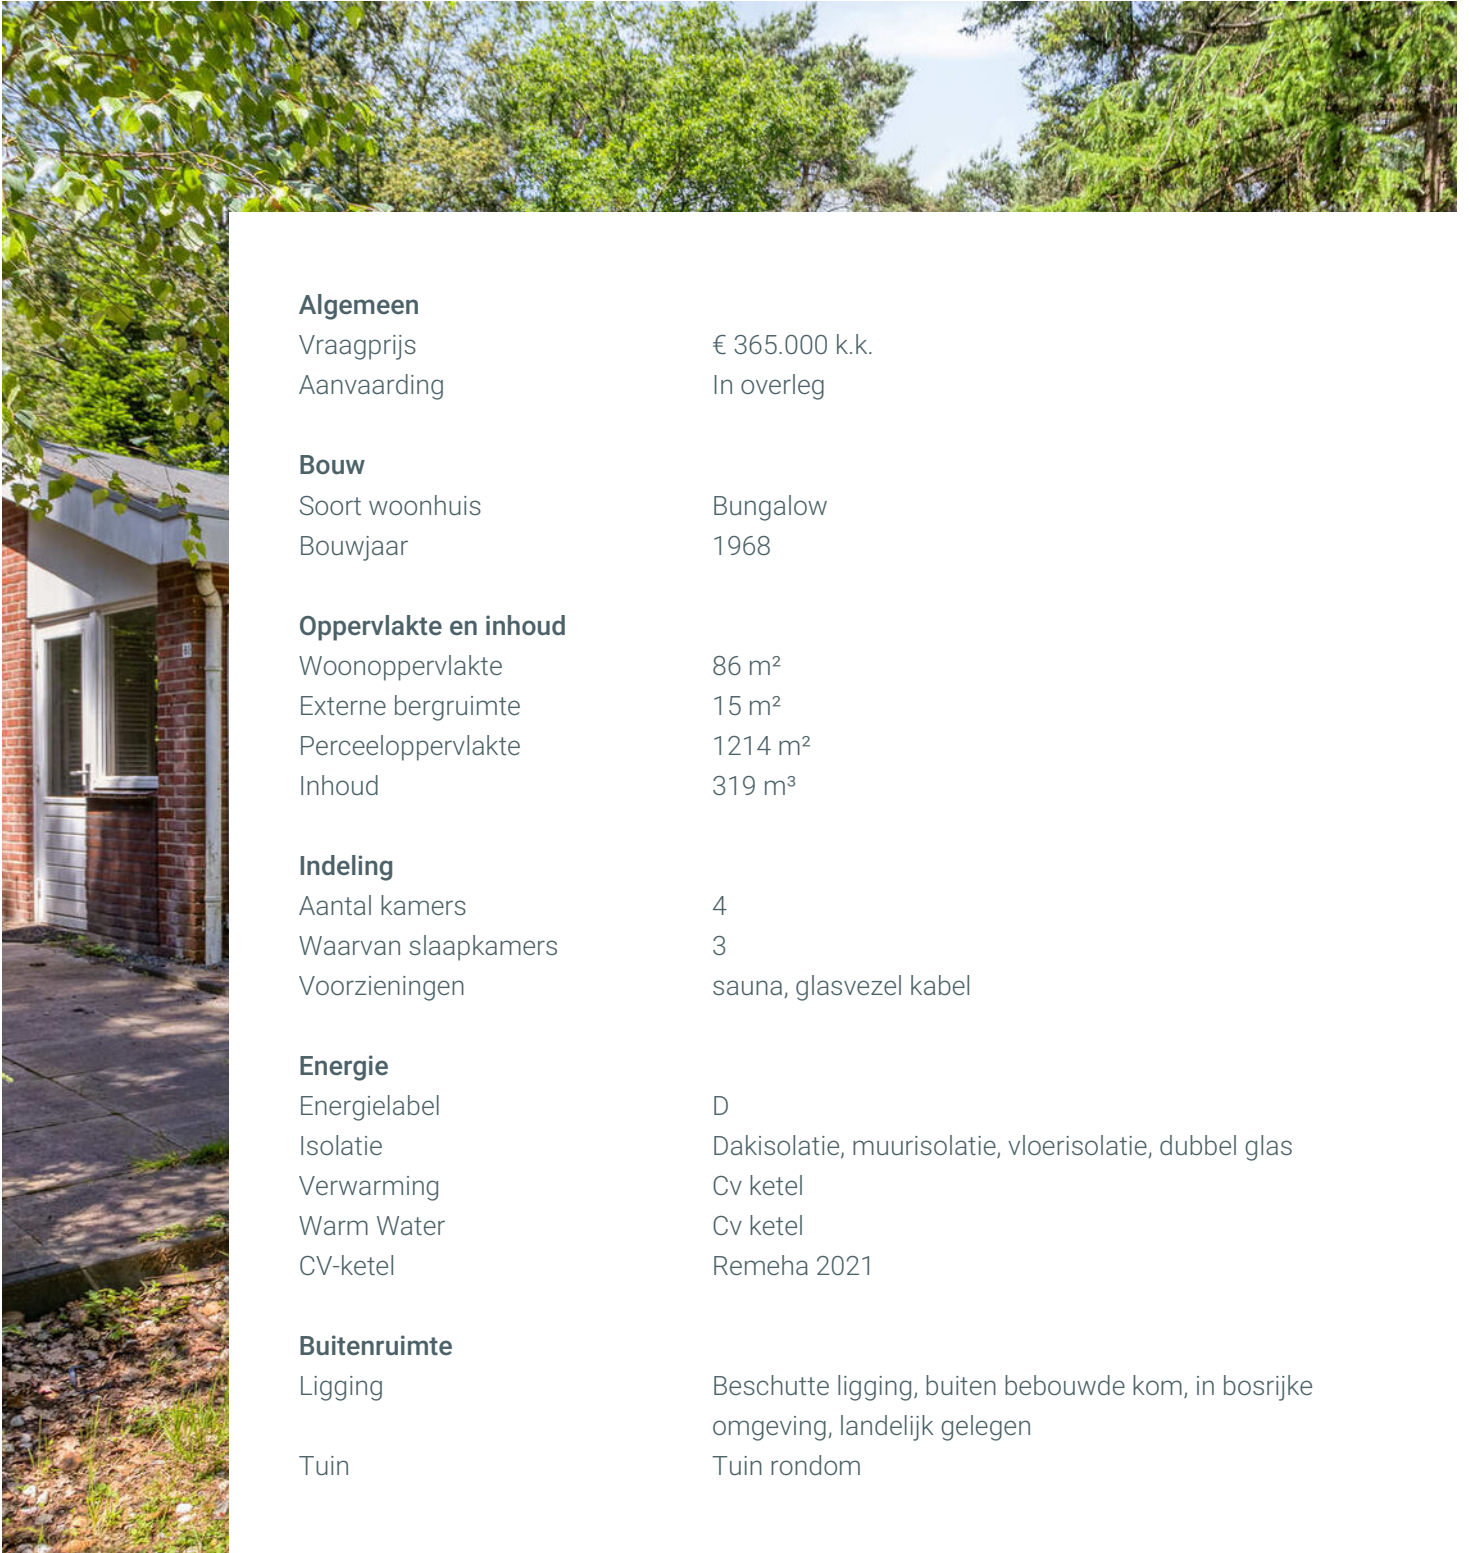 Algemeen
Vraagprijs € 365.000 k.k.
Aanvaarding In overleg
Bouw
Soort woonhuis Bungalow
Bouwjaar 1968
Oppervlakte en inhoud
Woonoppervlakte 86 m²
Externe bergruimte 15 m²
Perceeloppervlakte 1214 m²
Inhoud 319 m³
Indeling
Aantal kamers 4
Waarvan slaapkamers 3
Voorzieningen sauna, glasvezel kabel
Energie
Energielabel D
Isolatie Dakisolatie, muurisolatie, vloerisolatie, dubbel glas
Verwarming Cv ketel
Warm Water Cv ketel
CV-ketel Remeha 2021
Buitenruimte
Ligging Beschutte ligging, buiten bebouwde kom, in bosrijke
omgeving, landelijk gelegen
Tuin Tuin rondom